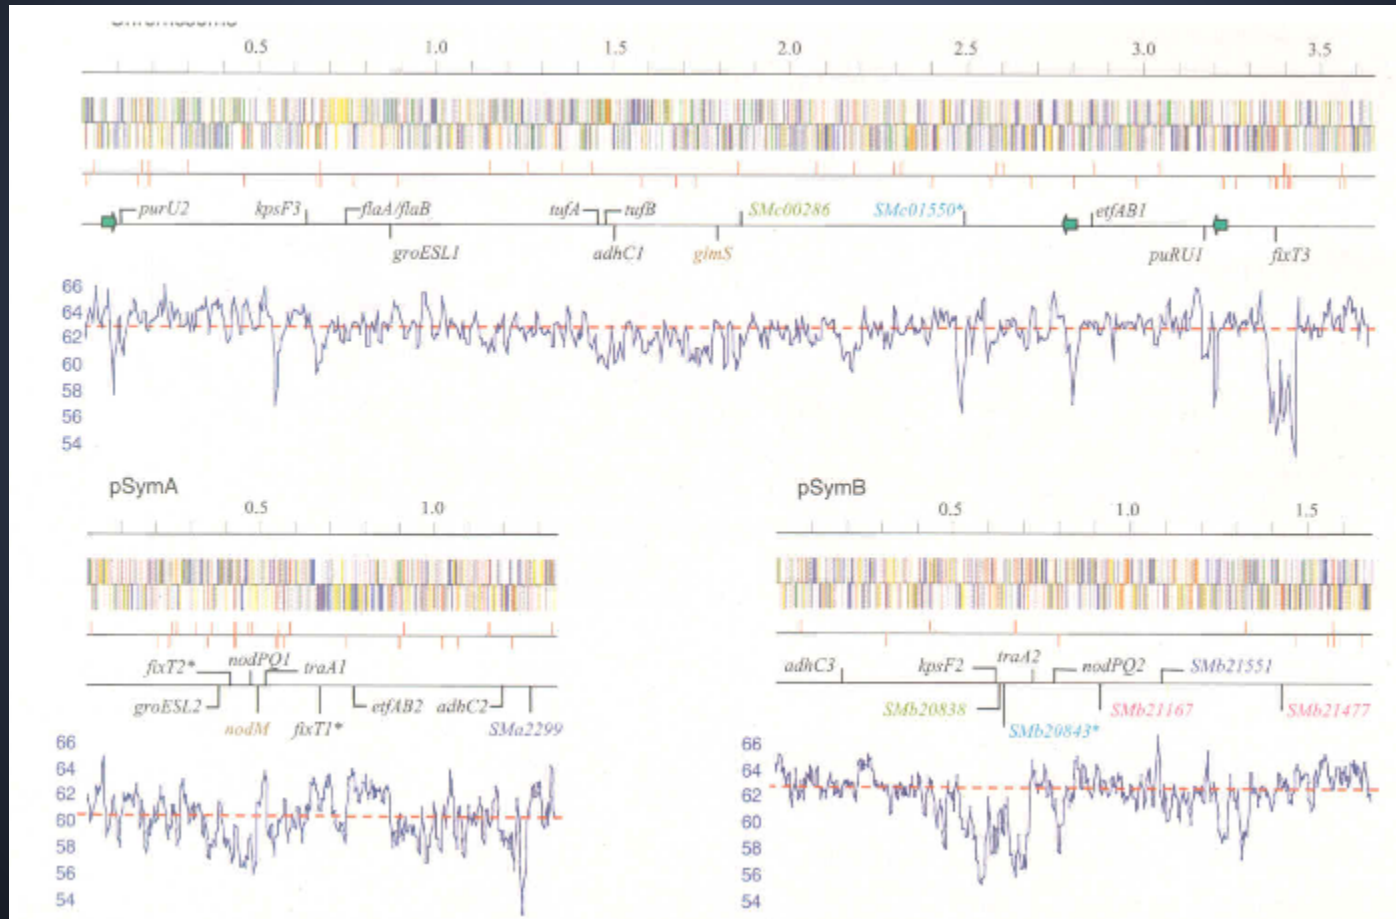 0.5 1.0 1.5 2.0 2.5 3.0 3.5
purU2 kpsF3 flaA/flaB tufA tufB SMc00286 SMc01550* etfAB1
groESL1 adhC1 gimS puRU1 fixT3
66
64
62
60
58
56
54
pSymA
0.5 1.0
fixT2* nodPQ1 traA1
groESL2 etfAB2 adhC2
nodM fixT1* SMa2299
66
64
62
60
58
56
54
pSymB
0.5 1.0 1.5
adhC3 kpsF2 traA2 nodPQ2 SMb21551
SMb20838 SMb21167 SMb21477
SMb20843*
66
64
62
60
58
56
54